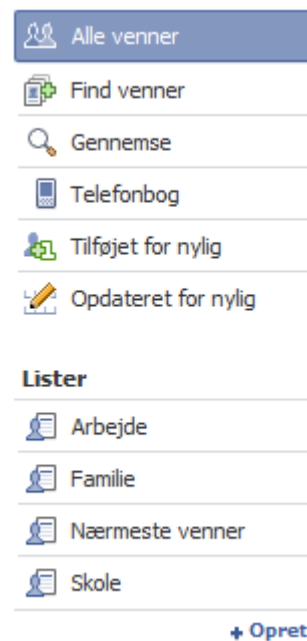 Alle venner
Find venner
Gennemse
Telefonbog
Tilføjet for nylig
Opdateret for nylig
Lister
Arbejde
Familie
Nærmeste venner
Skole
+ Opret